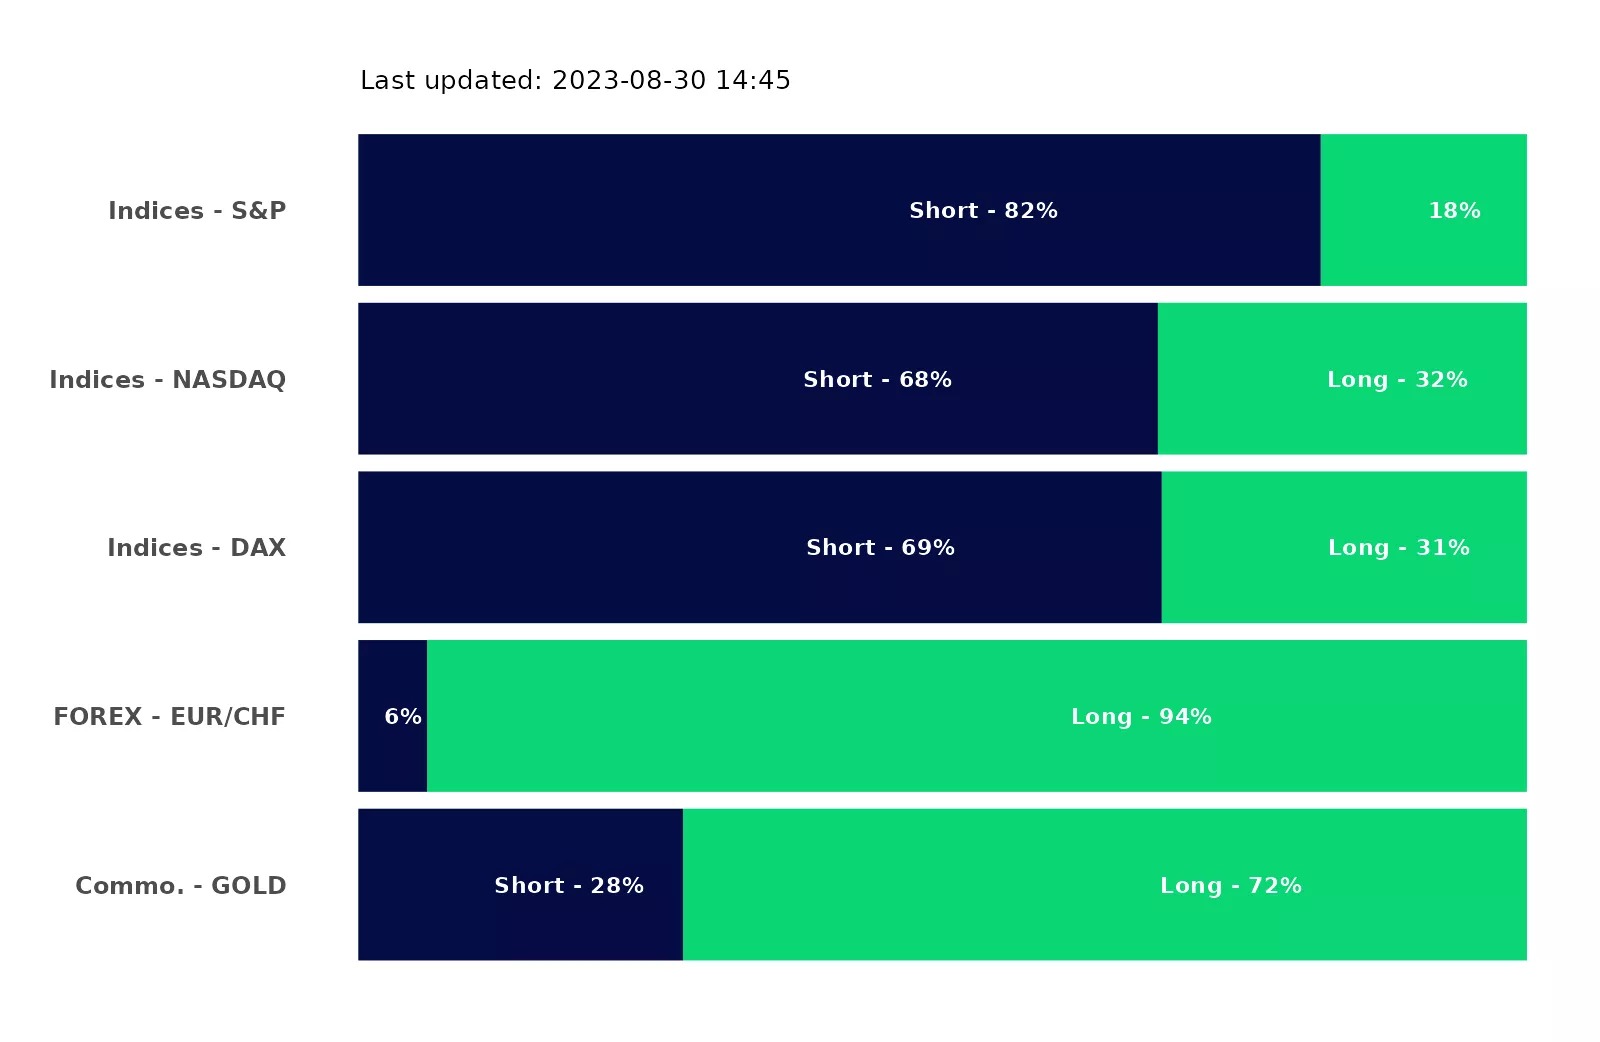 Last updated: 2023-08-30 14:45
Indices - S&P Short - 82% 18%
Indices - NASDAQ Short - 68% Long - 32%
Indices - DAX Short - 69% Long - 31%
FOREX - EUR/CHF 6% Long - 94%
Commo. - GOLD Short - 28% Long - 72%